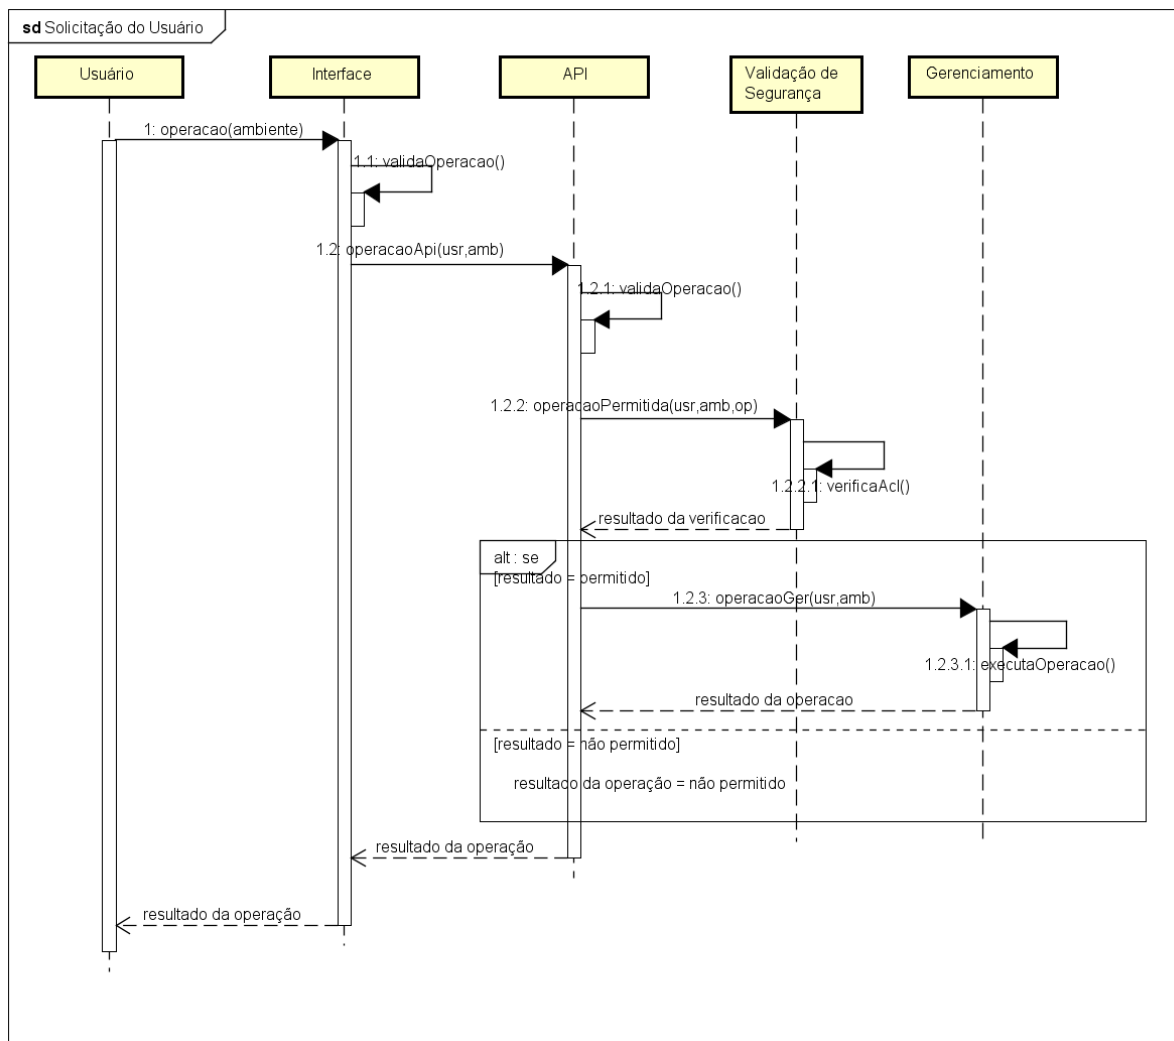 sd Solicitação do Usuário
Usuário
Interface
API
Validação de
Segurança
Gerenciamento
1: operacao(ambiente)
1.1: validaOperacao()
1.2: operacaoApi(usr,amb)
1.2.1: validaOperacao()
1.2.2: operacaoPermitida(usr,amb,op)
1.2.2.1: verificaAcl()
resultado da verificacao
alt : se
[resultado = permitido]
1.2.3: operacaoGer(usr,amb)
1.2.3.1: executaOperacao()
resultado da operacao
[resultado = não permitido]
resultado da operação = não permitido
resultado da operação
resultado da operação